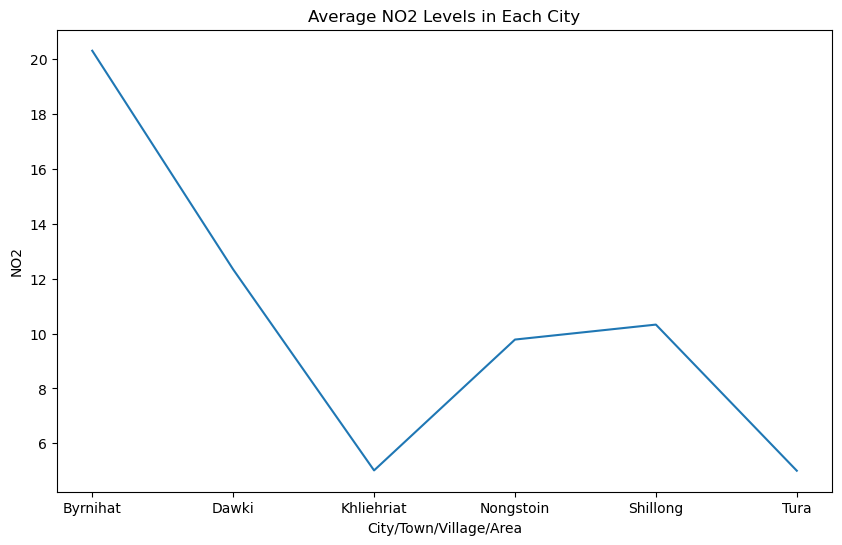 Average NO2 Levels in Each City
20
18
16
14
12
10
8
6
NO2
Byrnihat Dawki Khliehriat Nongstoin Shillong Tura
City/Town/Village/Area